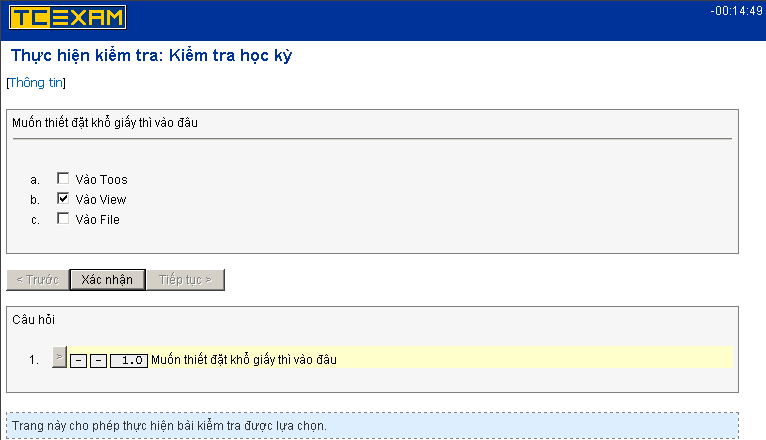 TCEXAM
-00:14:49
Thực hiện kiểm tra: Kiểm tra học kỳ
[Thông tin]
Muốn thiết đặt khổ giấy thì vào đâu
a. Vào Toos
b. Vào View
c. Vào File
< Trước Xác nhận Tiếp tục >
Câu hỏi
1. > - - 1.0 Muốn thiết đặt khổ giấy thì vào đâu
Trang này cho phép thực hiện bài kiểm tra được lựa chọn.